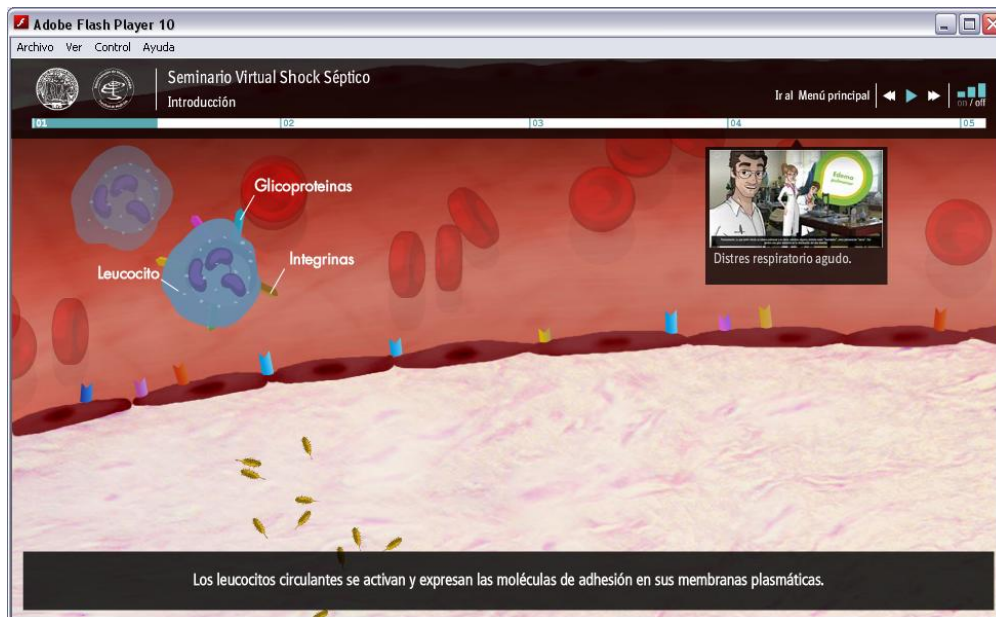 Adobe Flash Player 10
Archivo Ver Control Ayuda
Seminario Virtual Shock Séptico
Introducción
Ir al Menú principal
on / off
01 02 03 04 05
Glicoproteinas
Leucocito
Integrinas
Edema
Distres respiratorio agudo.
Los leucocitos circulantes se activan y expresan las moléculas de adhesión en sus membranas plasmáticas.